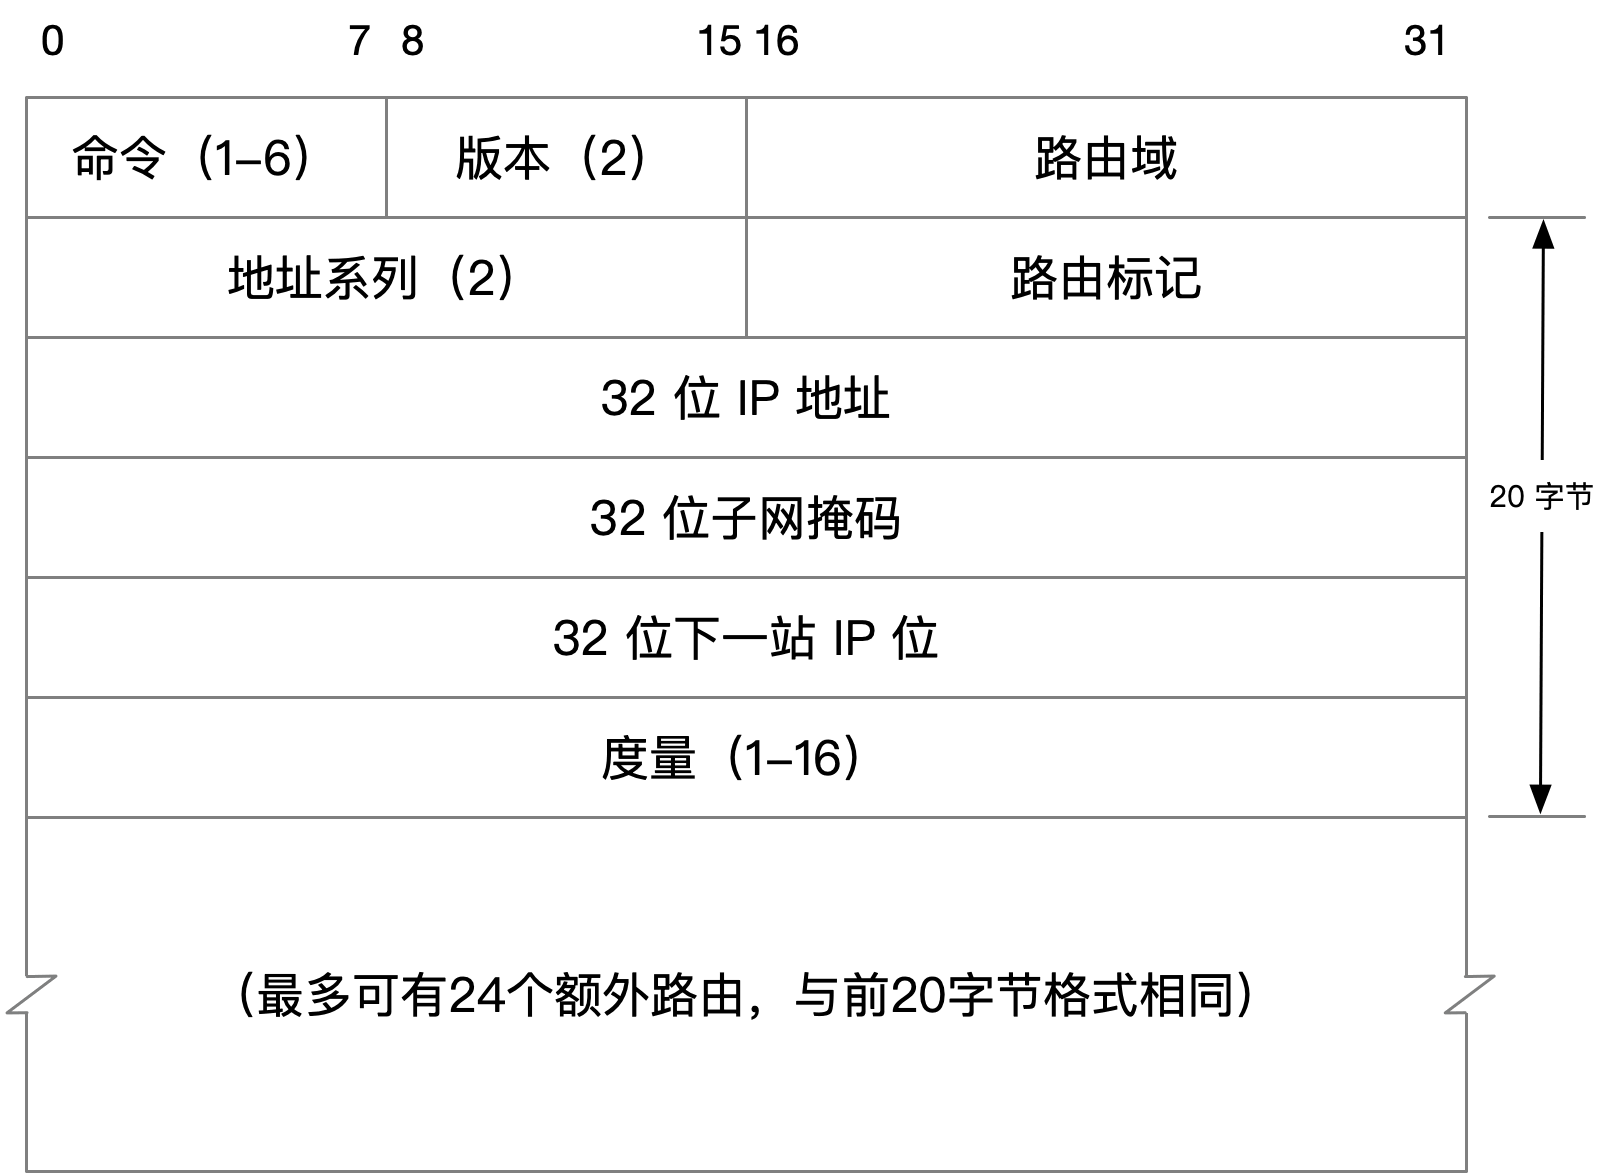 0 7 8 15 16 31
命令（1–6） 版本（2） 路由域
地址系列（2） 路由标记
32 位 IP 地址
32 位子网掩码
20 字节
32 位下一站 IP 位
度量（1–16）
（最多可有24个额外路由，与前20字节格式相同）